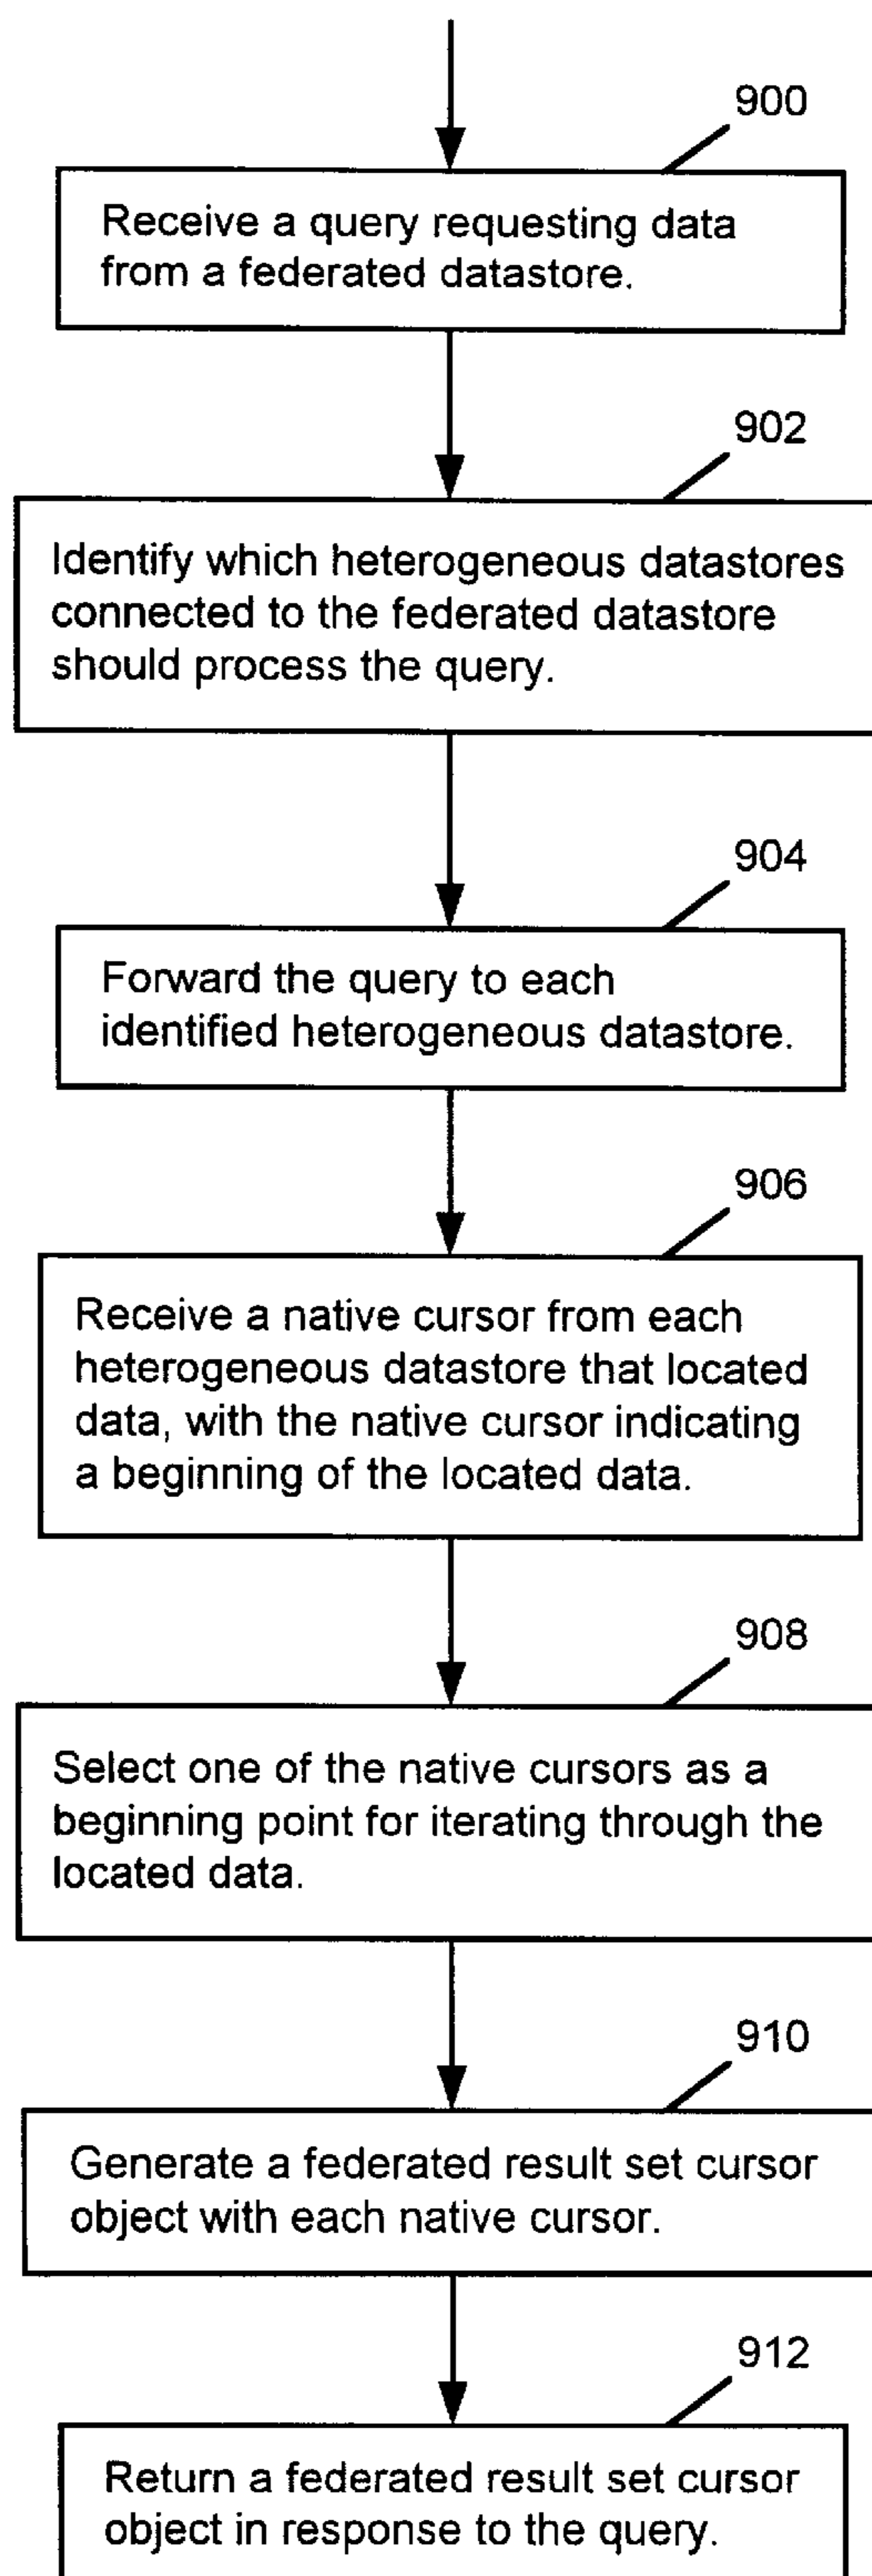 900
Receive a query requesting data
from a federated datastore.
902
Identify which heterogeneous datastores
connected to the federated datastore
should process the query.
904
Forward the query to each
identified heterogeneous datastore.
906
Receive a native cursor from each
heterogeneous datastore that located
data, with the native cursor indicating
a beginning of the located data.
908
Select one of the native cursors as a
beginning point for iterating through the
located data.
910
Generate a federated result set cursor
object with each native cursor.
912
Return a federated result set cursor
object in response to the query.